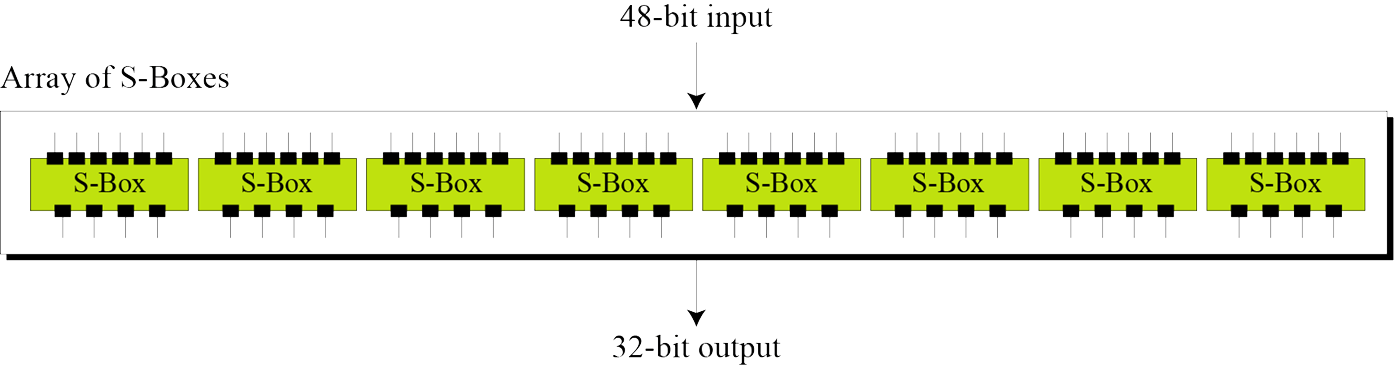 48-bit input
Array of S-Boxes
S-Box S-Box S-Box S-Box S-Box S-Box S-Box S-Box
32-bit output